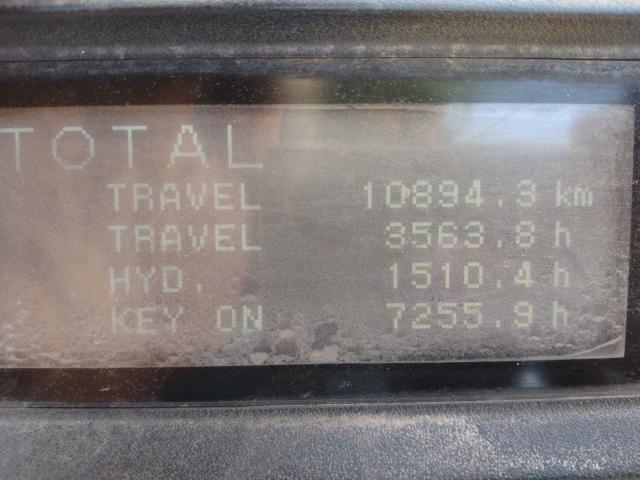 TOTAL
TRAVEL 10894.3 km
TRAVEL 3563.8 h
HYD. 1510.4 h
KEY ON 7255.9 h